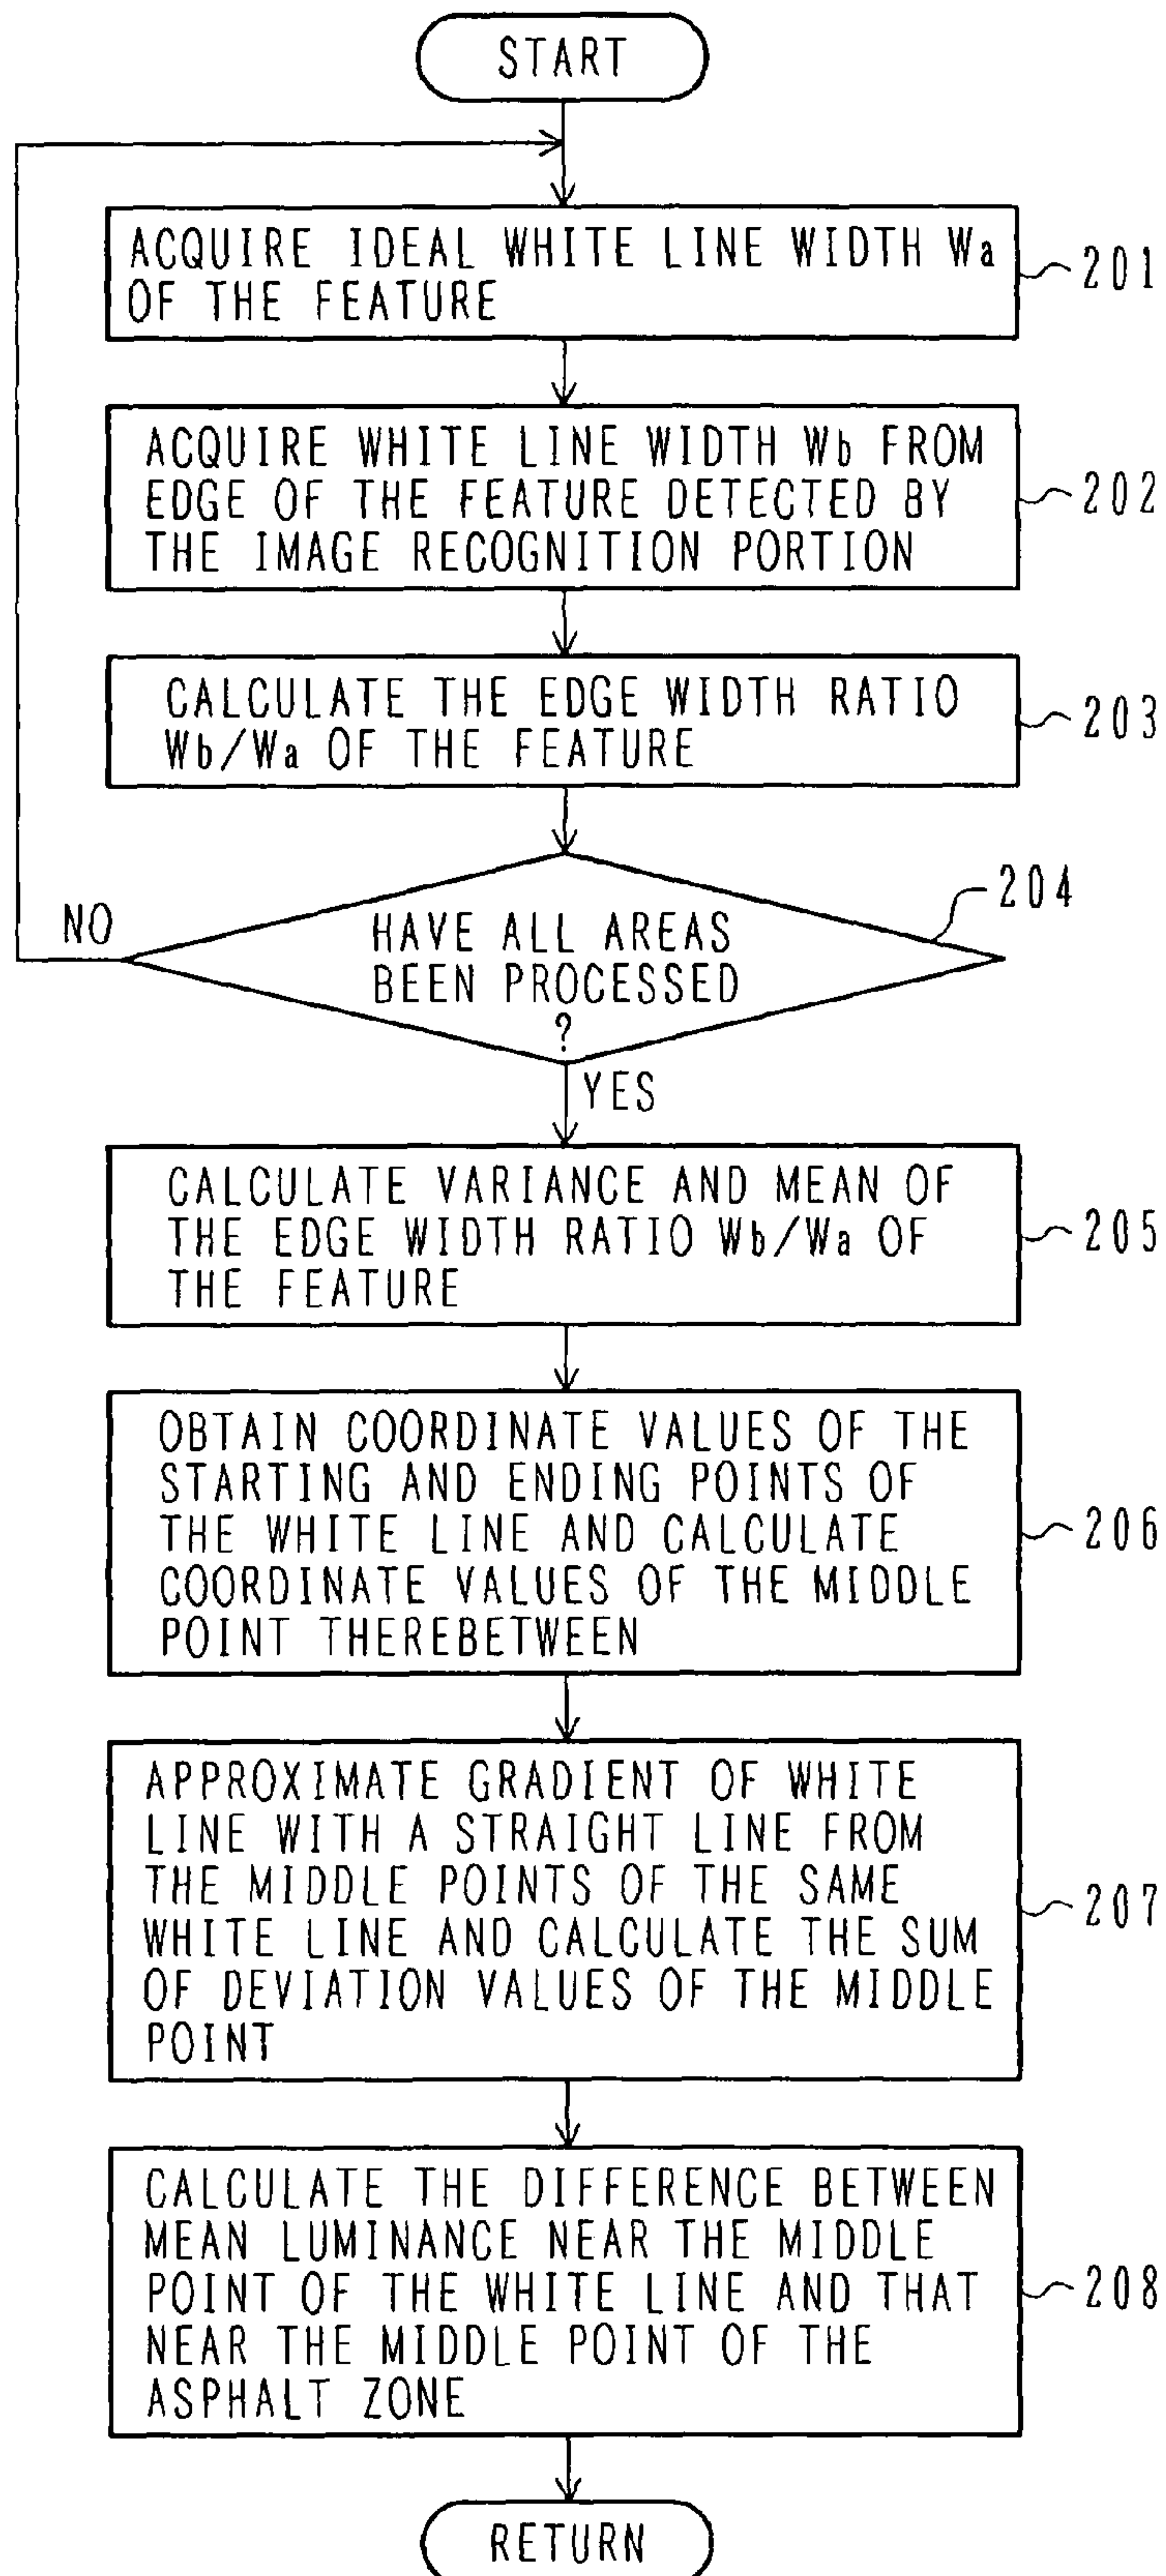 START
ACQUIRE IDEAL WHITE LINE WIDTH Wa
OF THE FEATURE
201
ACQUIRE WHITE LINE WIDTH Wb FROM
EDGE OF THE FEATURE DETECTED BY
THE IMAGE RECOGNITION PORTION
202
CALCULATE THE EDGE WIDTH RATIO
Wb/Wa OF THE FEATURE
203
204
NO
HAVE ALL AREAS
BEEN PROCESSED
?
YES
CALCULATE VARIANCE AND MEAN OF
THE EDGE WIDTH RATIO Wb/Wa OF
THE FEATURE
205
OBTAIN COORDINATE VALUES OF THE
STARTING AND ENDING POINTS OF
THE WHITE LINE AND CALCULATE
COORDINATE VALUES OF THE MIDDLE
POINT THEREBETWEEN
206
APPROXIMATE GRADIENT OF WHITE
LINE WITH A STRAIGHT LINE FROM
THE MIDDLE POINTS OF THE SAME
WHITE LINE AND CALCULATE THE SUM
OF DEVIATION VALUES OF THE MIDDLE
POINT
207
CALCULATE THE DIFFERENCE BETWEEN
MEAN LUMINANCE NEAR THE MIDDLE
POINT OF THE WHITE LINE AND THAT
NEAR THE MIDDLE POINT OF THE
ASPHALT ZONE
208
RETURN